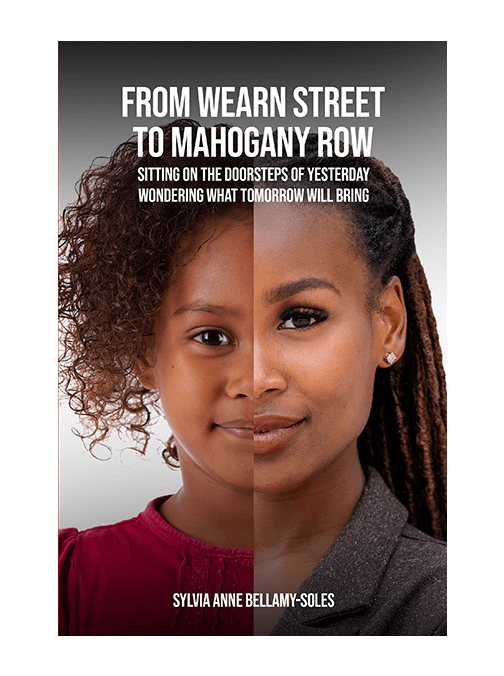 FROM WEARN STREET
TO MAHOGANY ROW
SITTING ON THE DOORSTEPS OF YESTERDAY
WONDERING WHAT TOMORROW WILL BRING
SYLVIA ANNE BELLAMY-SOLES